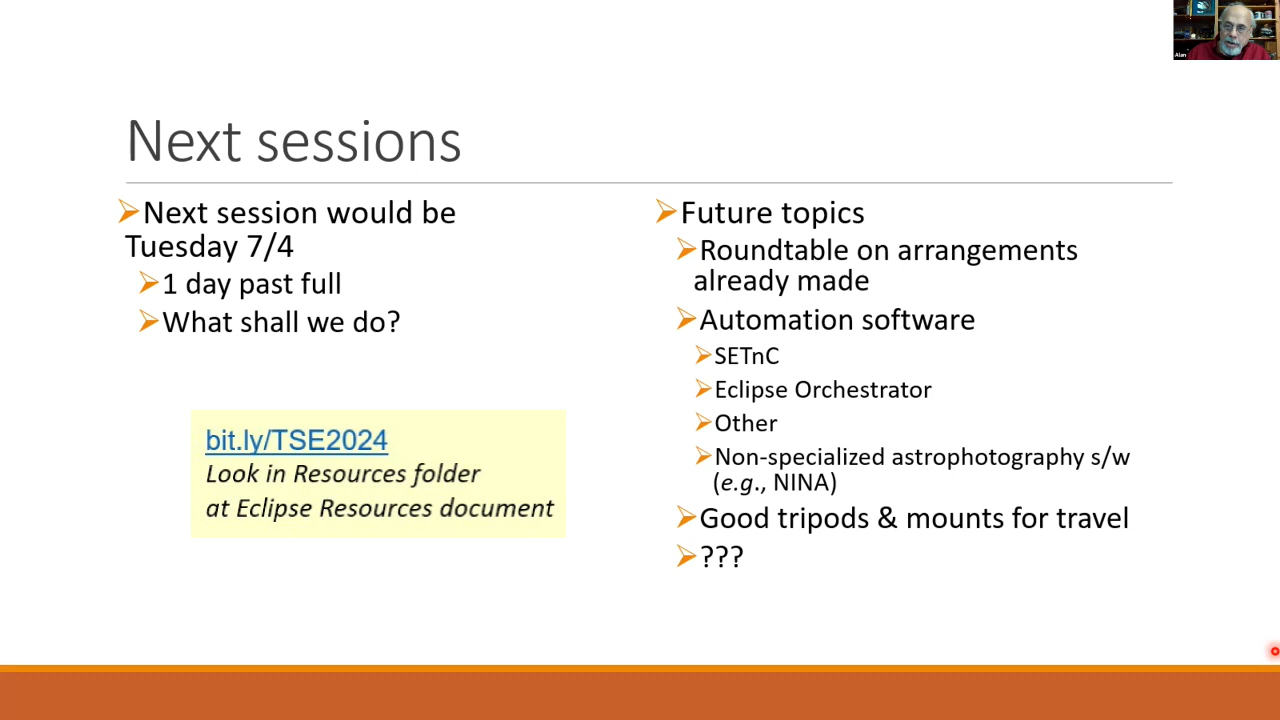 Alan
Next sessions
Next session would be
Tuesday 7/4
1 day past full
What shall we do?
bit.ly/TSE2024
Look in Resources folder
at Eclipse Resources document
Future topics
Roundtable on arrangements
already made
Automation software
SETnC
Eclipse Orchestrator
Other
Non-specialized astrophotography s/w
(e.g., NINA)
Good tripods & mounts for travel
???